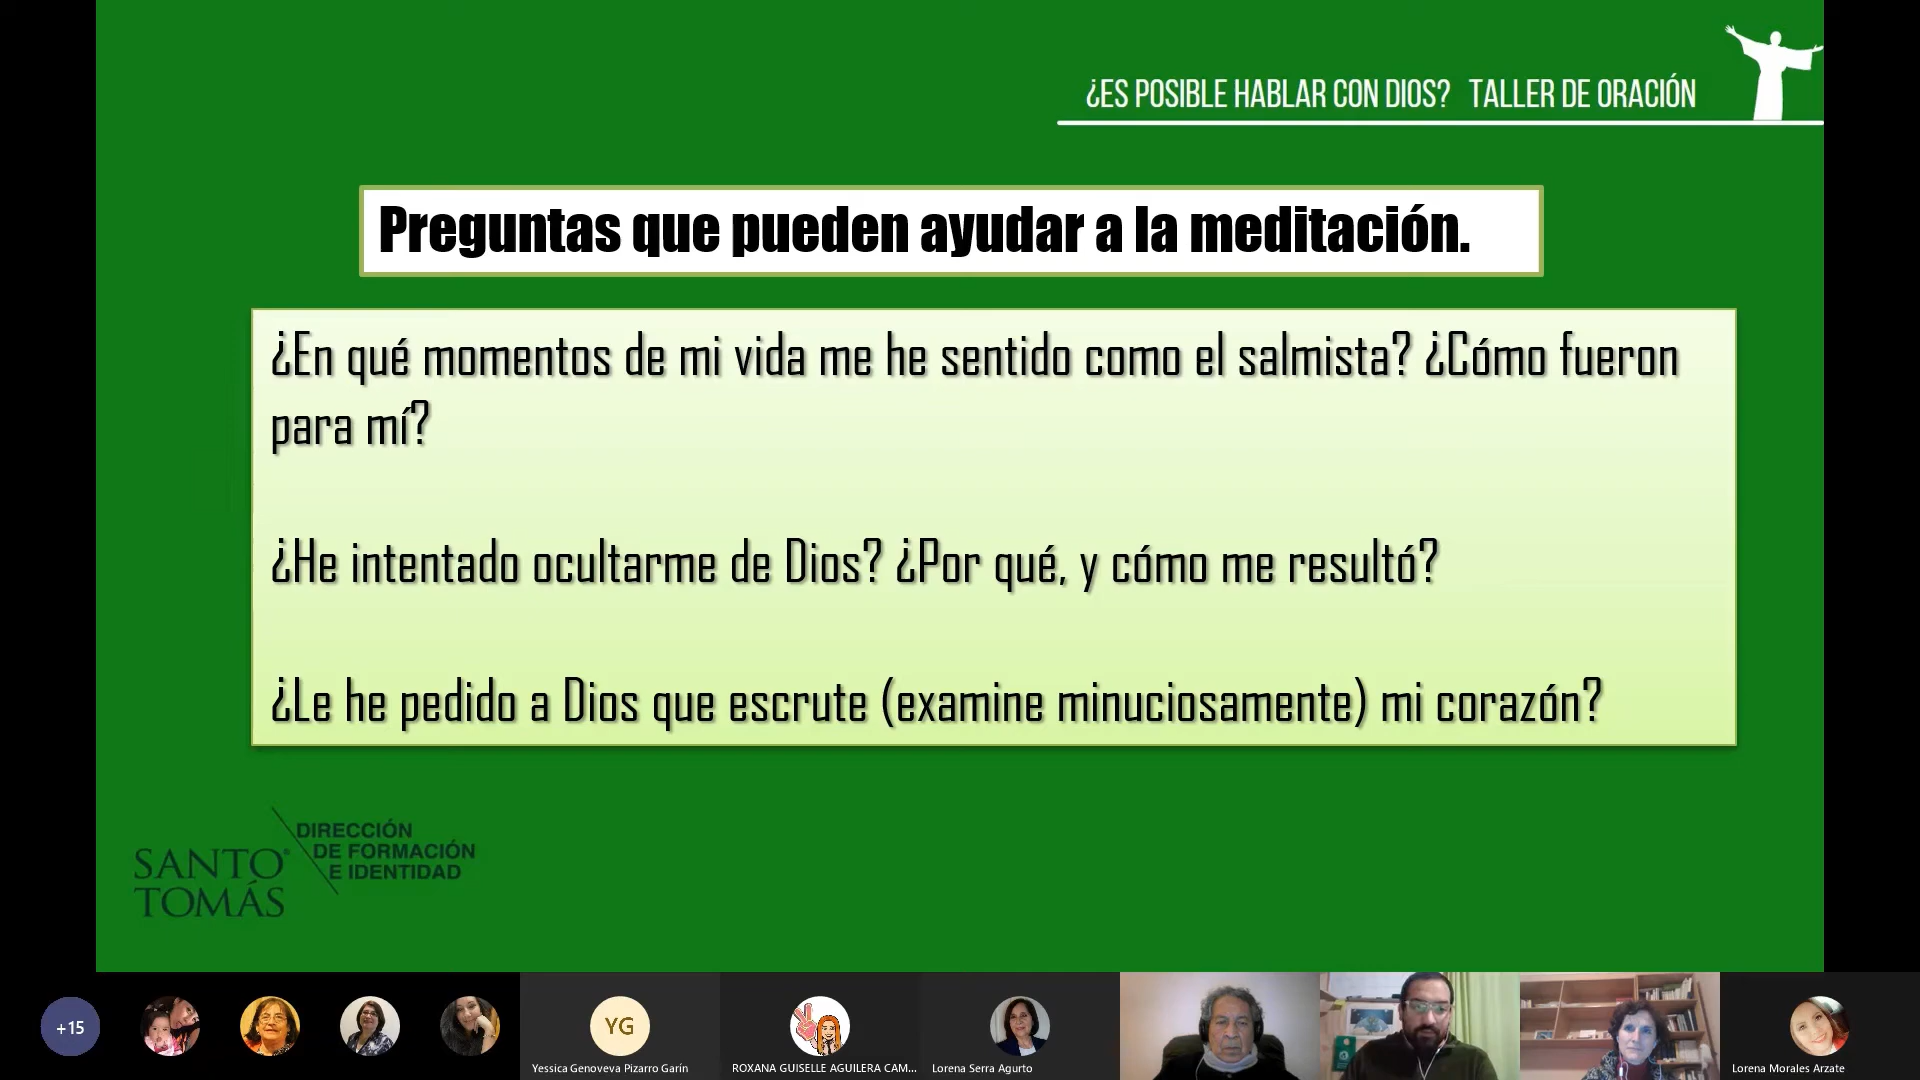 ¿ES POSIBLE HABLAR CON DIOS? TALLER DE ORACIÓN
Preguntas que pueden ayudar a la meditación.
¿En qué momentos de mi vida me he sentido como el salmista? ¿Cómo fueron
para mí?
¿He intentado ocultarme de Dios? ¿Por qué, y cómo me resultó?
¿Le he pedido a Dios que escrute (examine minuciosamente) mi corazón?
SANTO
TOMÁS
DIRECCIÓN
DE FORMACIÓN
E IDENTIDAD
+15
YG
Yessica Genoveva Pizarro Garín
ROXANA GUISELLE AGUILERA CAM...
Lorena Serra Agurto
Lorena Morales Arzate